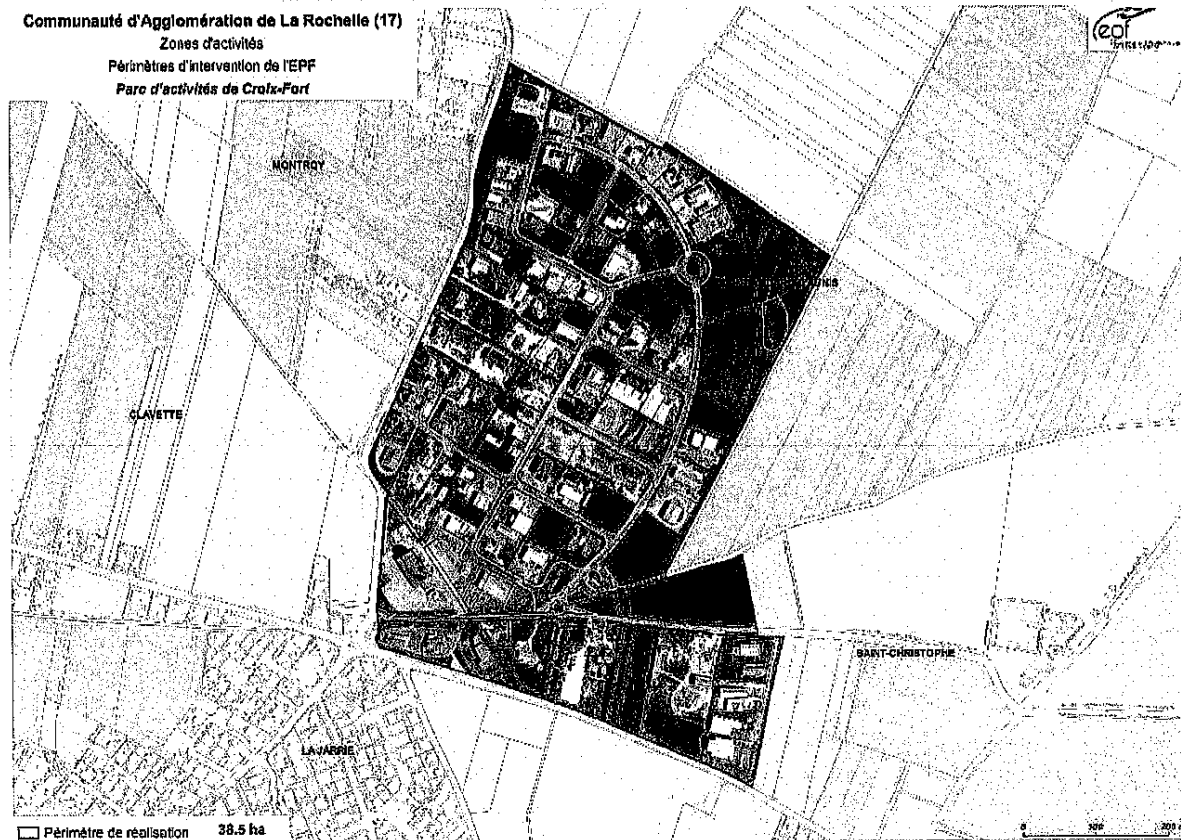 Communauté d'Agglomération de La Rochelle (17)
Zones d'activités
Périmètres d'intervention de l'EPF
Parc d'activités de Croix-Fort
epf
MONTROY
CLAVETTE
SAINT-CHRISTOPHE
LA JARRIE
Périmètre de réalisation 38.5 ha
0